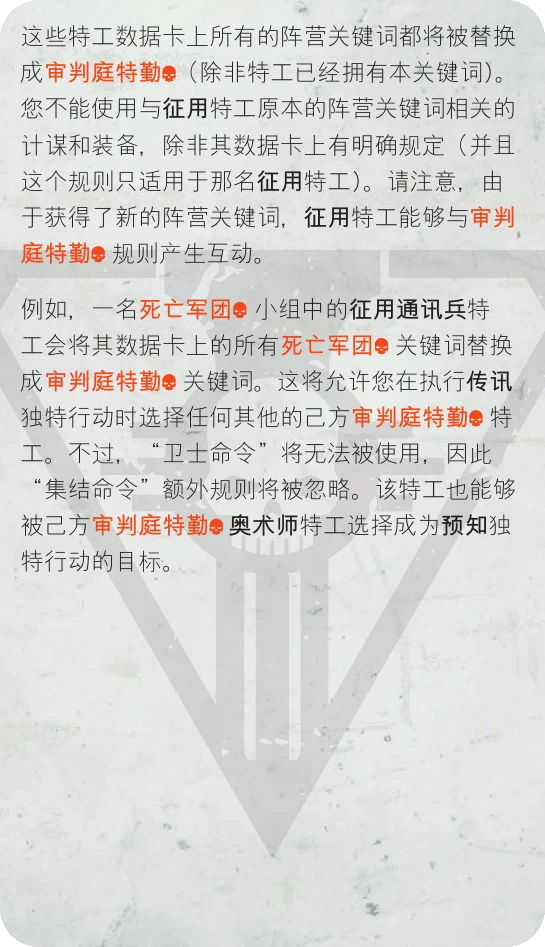 这些特工数据卡上所有的阵营关键词都将被替换
成审判庭特勤（除非特工已经拥有本关键词）。
您不能使用与征用特工原本的阵营关键词相关的
计谋和装备，除非其数据卡上有明确规定（并且
这个规则只适用于那名征用特工）。请注意，由
于获得了新的阵营关键词，征用特工能够与审判
庭特勤 规则产生互动。
例如，一名死亡军团 小组中的征用通讯兵特
工会将其数据卡上的所有死亡军团 关键词替换
成审判庭特勤 关键词。这将允许您在执行传讯
独特行动时选择任何其他的己方审判庭特勤 特
工。不过，“卫士命令”将无法被使用，因此
“集结命令”额外规则将被忽略。该特工也能够
被己方审判庭特勤 奥术师特工选择成为预知独
特行动的目标。